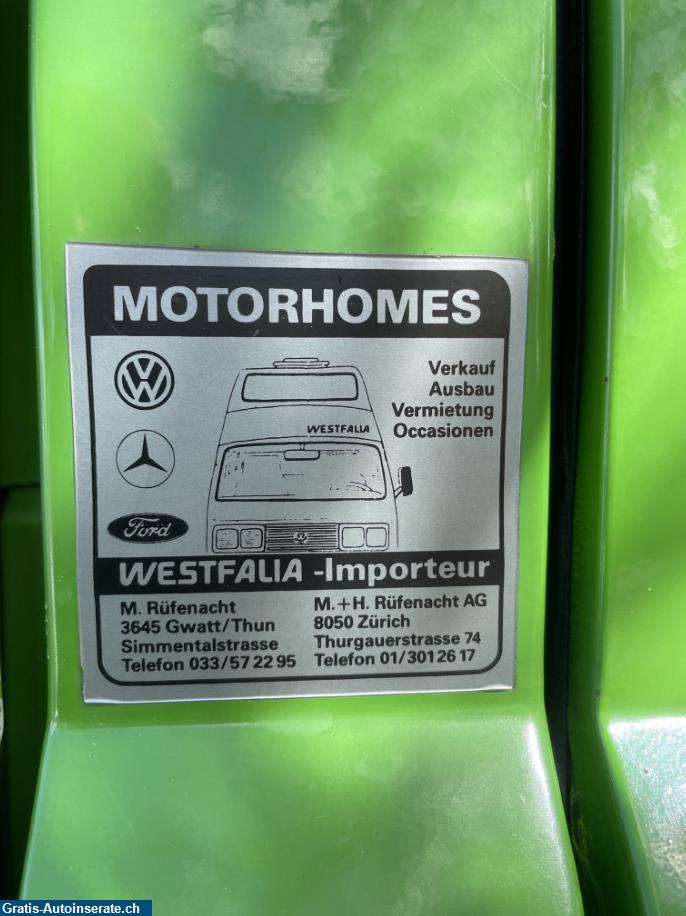 MOTORHOMES
Verkauf
Ausbau
Vermietung
Occasionen
WESTFALIA
Ford
WESTFALIA -Importeur
M. Rüfenacht
3645 Gwatt/Thun
Simmentalstrasse
Telefon 033/57 22 95
M.+H. Rüfenacht AG
8050 Zürich
Thurgauerstrasse 74
Telefon 01/301 26 17
Gratis-Autoinserate.ch